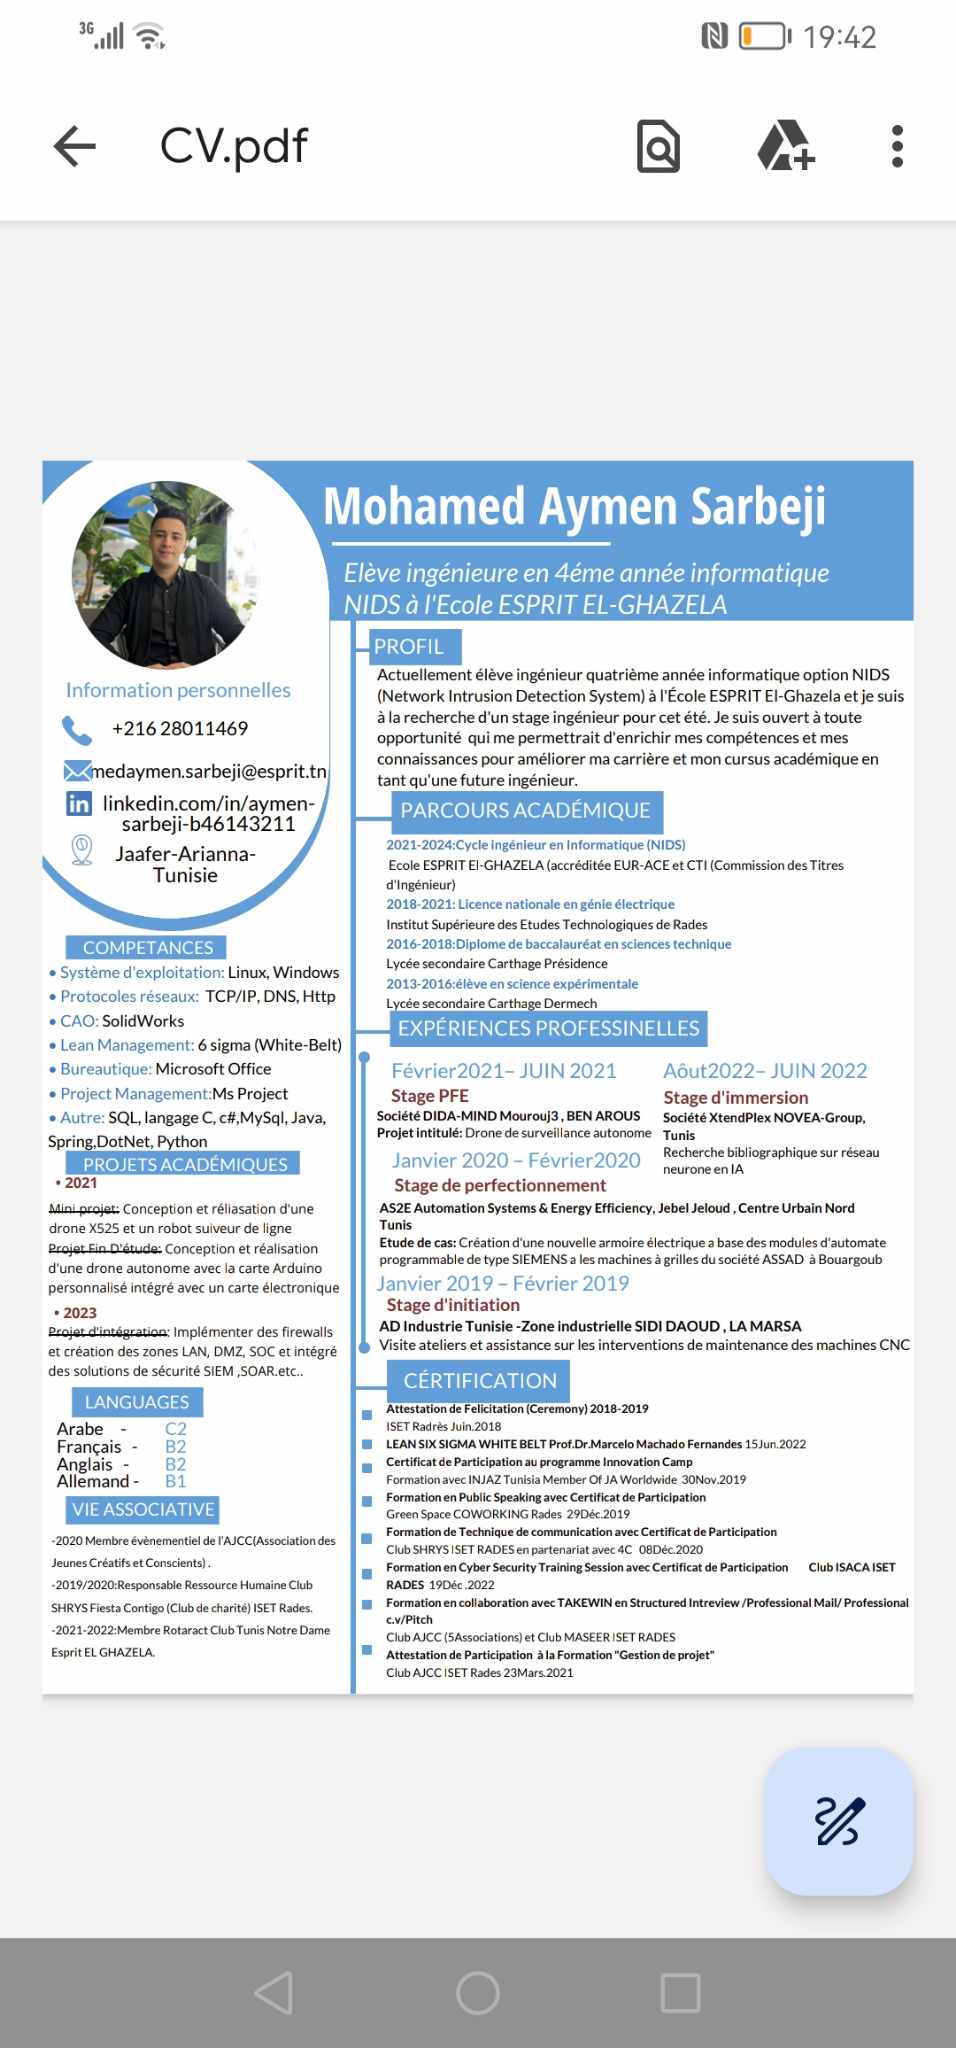 3G
19:42
CV.pdf
Mohamed Aymen Sarbeji
Elève ingénieure en 4éme année informatique
NIDS à l'Ecole ESPRIT EL-GHAZELA
Information personnelles
+216 28011469
medaymen.sarbeji@esprit.tn
in linkedin.com/in/aymen-
sarbeji-b46143211
Jaafer-Arianna-
Tunisie
COMPETANCES
• Système d'exploitation: Linux, Windows
• Protocoles réseaux: TCP/IP, DNS, Http
• CAO: SolidWorks
• Lean Management: 6 sigma (White-Belt)
• Bureautique: Microsoft Office
• Project Management:Ms Project
• Autre: SQL, langage C, c#,MySql, Java,
Spring,DotNet, Python
PROJETS ACADÉMIQUES
• 2021
Mini projet: Conception et réliasation d'une
drone X525 et un robot suiveur de ligne
Projet Fin D'étude: Conception et réalisation
d'une drone autonome avec la carte Arduino
personnalisé intégré avec un carte électronique
• 2023
Projet d'intégration: Implémenter des firewalls
et création des zones LAN, DMZ, SOC et intégré
des solutions de sécurité SIEM ,SOAR.etc..
LANGUAGES
Arabe - C2
Français - B2
Anglais - B2
Allemand - B1
VIE ASSOCIATIVE
-2020 Membre évènementiel de l'AJCC(Association des
Jeunes Créatifs et Conscients) .
-2019/2020:Responsable Ressource Humaine Club
SHRYS Fiesta Contigo (Club de charité) ISET Rades.
-2021-2022:Membre Rotaract Club Tunis Notre Dame
Esprit EL GHAZELA.
PROFIL
Actuellement élève ingénieur quatrième année informatique option NIDS
(Network Intrusion Detection System) à l'École ESPRIT El-Ghazela et je suis
à la recherche d'un stage ingénieur pour cet été. Je suis ouvert à toute
opportunité qui me permettrait d'enrichir mes compétences et mes
connaissances pour améliorer ma carrière et mon cursus académique en
tant qu'une future ingénieur.
PARCOURS ACADÉMIQUE
2021-2024:Cycle ingénieur en Informatique (NIDS)
Ecole ESPRIT El-GHAZELA (accréditée EUR-ACE et CTI (Commission des Titres
d'Ingénieur)
2018-2021: Licence nationale en génie électrique
Institut Supérieure des Etudes Technologiques de Rades
2016-2018:Diplome de baccalauréat en sciences technique
Lycée secondaire Carthage Présidence
2013-2016:élève en science expérimentale
Lycée secondaire Carthage Dermech
EXPÉRIENCES PROFESSINELLES
Février2021– JUIN 2021
Stage PFE
Société DIDA-MIND Mourouj3 , BEN AROUS
Projet intitulé: Drone de surveillance autonome
Aôut2022– JUIN 2022
Stage d'immersion
Société XtendPlex NOVEA-Group,
Tunis
Recherche bibliographique sur réseau
neurone en IA
Janvier 2020 – Février2020
Stage de perfectionnement
AS2E Automation Systems & Energy Efficiency, Jebel Jeloud , Centre Urbain Nord
Tunis
Etude de cas: Création d'une nouvelle armoire électrique a base des modules d'automate
programmable de type SIEMENS a les machines à grilles du société ASSAD à Bouargoub
Janvier 2019 – Février 2019
Stage d'initiation
AD Industrie Tunisie -Zone industrielle SIDI DAOUD , LA MARSA
Visite ateliers et assistance sur les interventions de maintenance des machines CNC
CÉRTIFICATION
Attestation de Felicitation (Ceremony) 2018-2019
ISET Radrès Juin.2018
LEAN SIX SIGMA WHITE BELT Prof.Dr.Marcelo Machado Fernandes 15Jun.2022
Certificat de Participation au programme Innovation Camp
Formation avec INJAZ Tunisia Member Of JA Worldwide 30Nov.2019
Formation en Public Speaking avec Certificat de Participation
Green Space COWORKING Rades 29Déc.2019
Formation de Technique de communication avec Certificat de Participation
Club SHRYS ISET RADES en partenariat avec 4C 08Déc.2020
Formation en Cyber Security Training Session avec Certificat de Participation Club ISACA ISET
RADES 19Déc .2022
Formation en collaboration avec TAKEWIN en Structured Intreview /Professional Mail/ Professional
c.v/Pitch
Club AJCC (5Associations) et Club MASEER ISET RADES
Attestation de Participation à la Formation "Gestion de projet"
Club AJCC ISET Rades 23Mars.2021